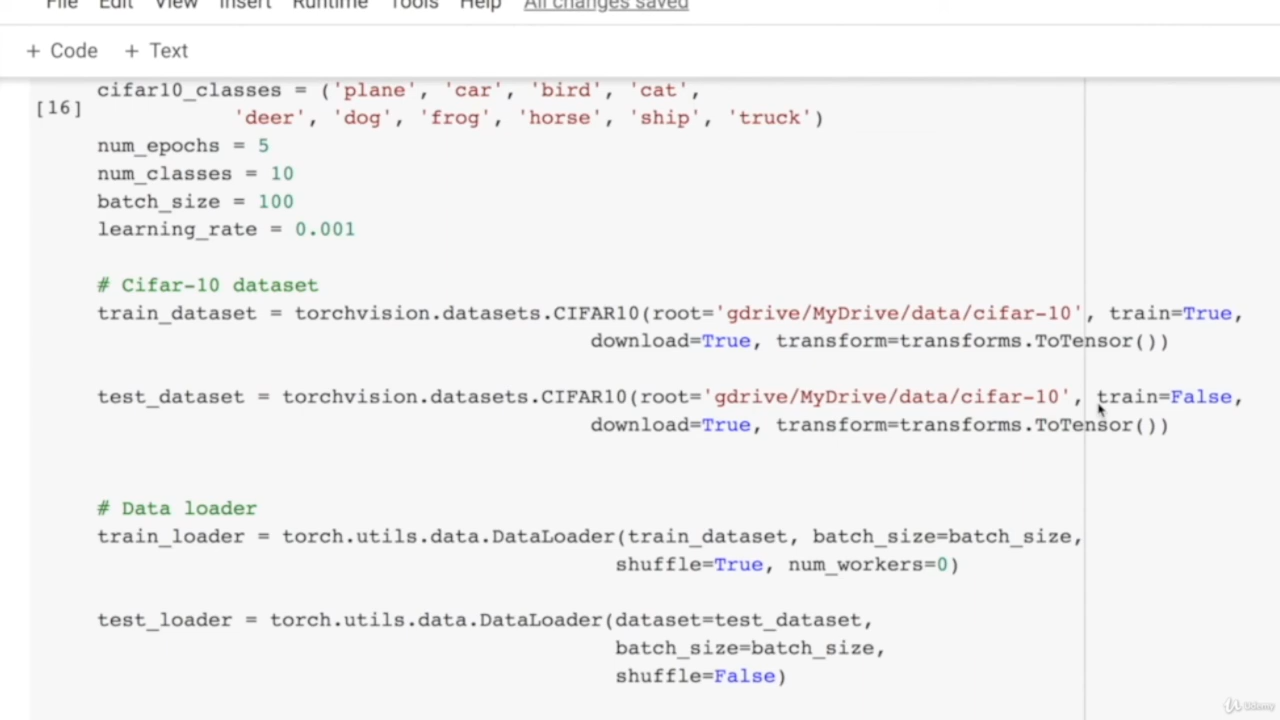 File Edit View Insert Runtime Tools Help All changes saved
+ Code + Text
[16]
cifar10_classes = ('plane', 'car', 'bird', 'cat',
'deer', 'dog', 'frog', 'horse', 'ship', 'truck')
num_epochs = 5
num_classes = 10
batch_size = 100
learning_rate = 0.001
# Cifar-10 dataset
train_dataset = torchvision.datasets.CIFAR10(root='gdrive/MyDrive/data/cifar-10', train=True,
download=True, transform=transforms.ToTensor())
test_dataset = torchvision.datasets.CIFAR10(root='gdrive/MyDrive/data/cifar-10', train=False,
download=True, transform=transforms.ToTensor())
# Data loader
train_loader = torch.utils.data.DataLoader(train_dataset, batch_size=batch_size,
shuffle=True, num_workers=0)
test_loader = torch.utils.data.DataLoader(dataset=test_dataset,
batch_size=batch_size,
shuffle=False)
Udemy